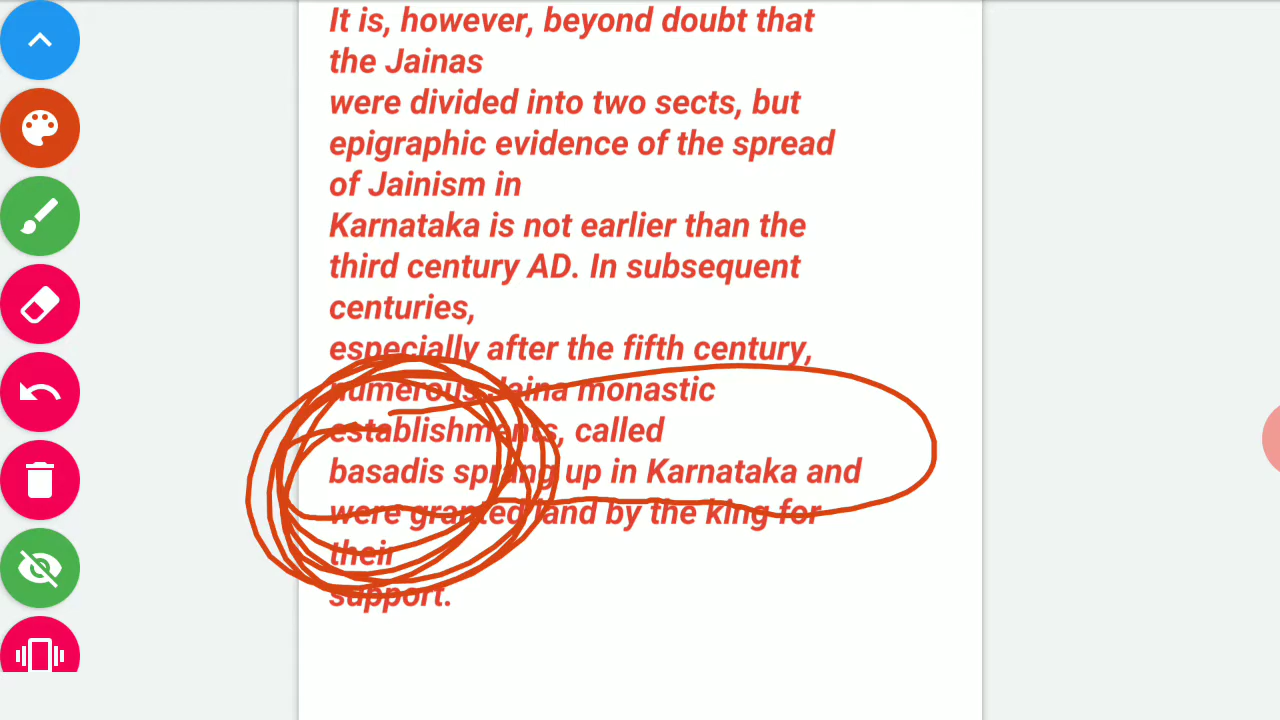 It is, however, beyond doubt that
the Jainas
were divided into two sects, but
epigraphic evidence of the spread
of Jainism in
Karnataka is not earlier than the
third century AD. In subsequent
centuries,
especially after the fifth century,
numerous Jaina monastic
establishments, called
basadis sprang up in Karnataka and
were granted land by the king for
their
support.